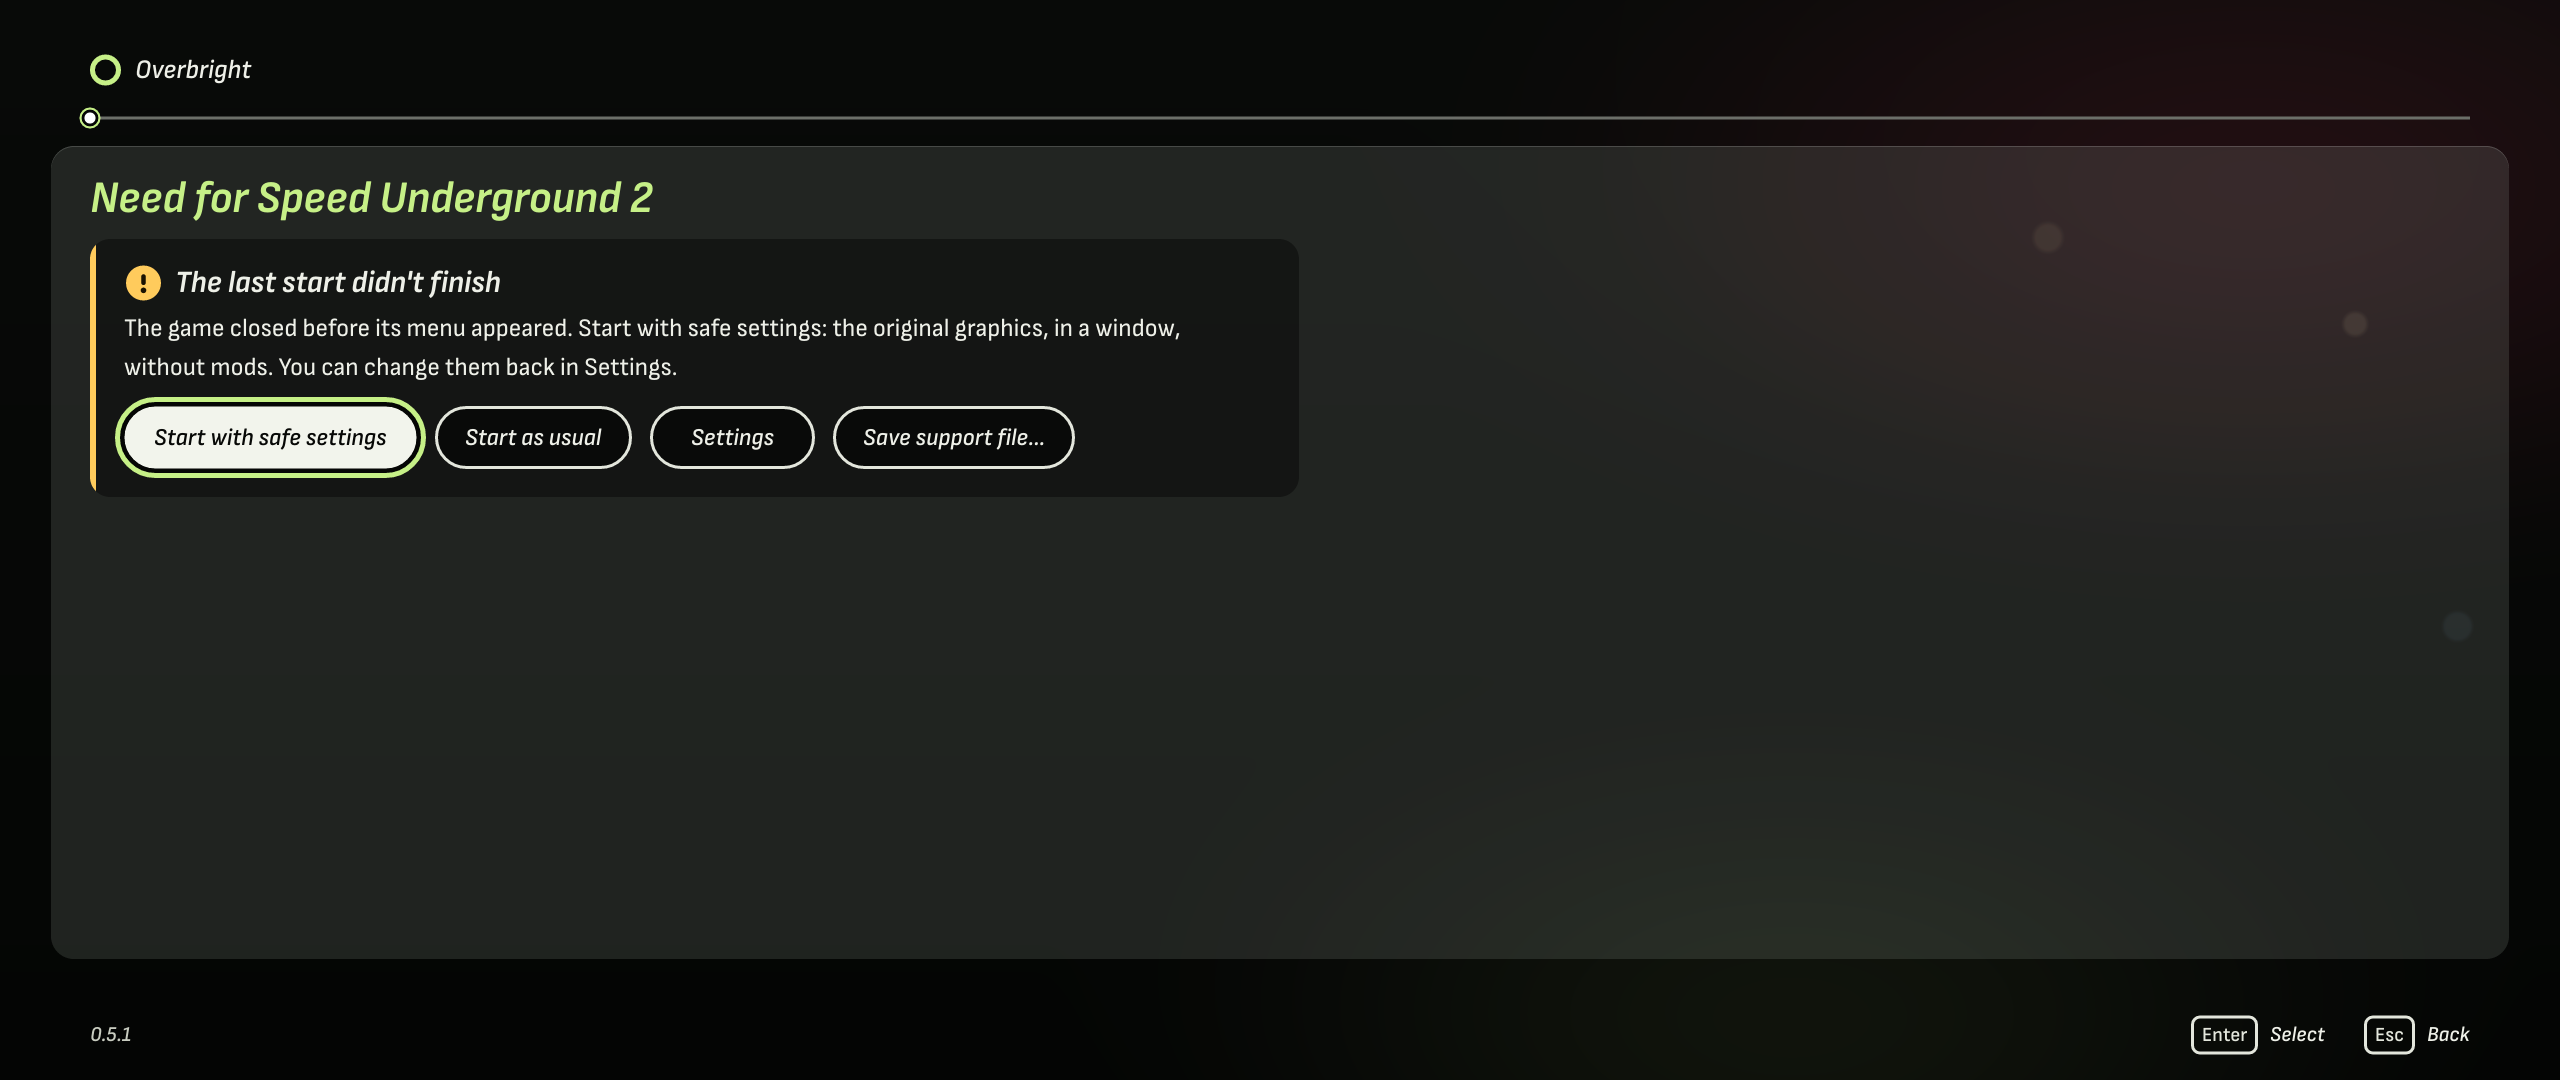 Overbright
Need for Speed Underground 2
The last start didn't finish
The game closed before its menu appeared. Start with safe settings: the original graphics, in a window,
without mods. You can change them back in Settings.
Start with safe settings
Start as usual
Settings
Save support file...
0.5.1
Enter Select
Esc Back